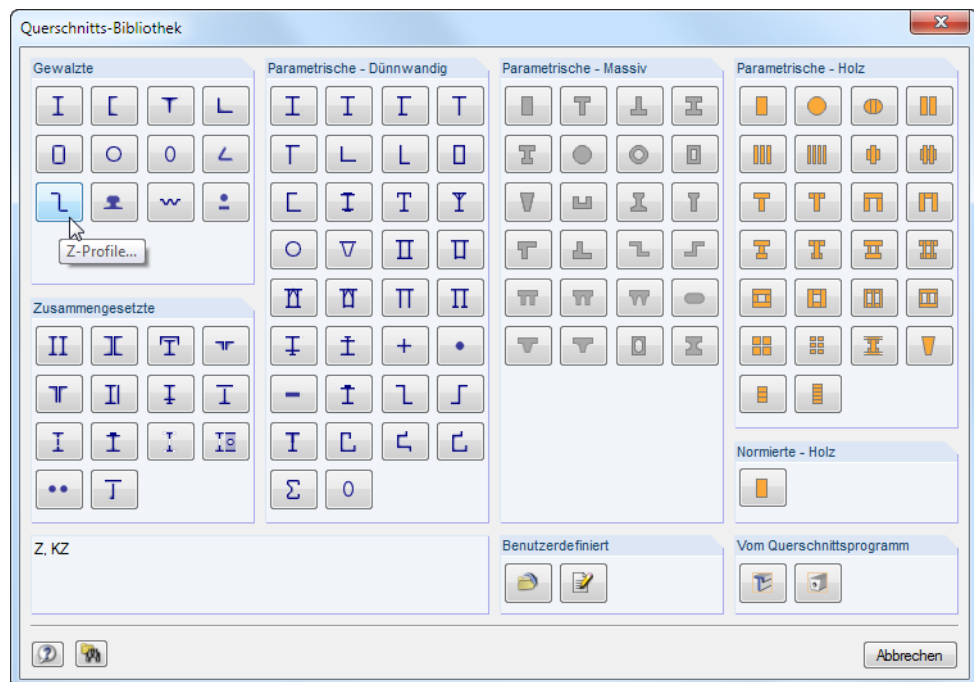 Querschnitts-Bibliothek
Gewalzte
Z-Profile...
Zusammengesetzte
Parametrische - Dünnwandig
Parametrische - Massiv
Parametrische - Holz
Normierte - Holz
Z, KZ
Benutzerdefiniert
Vom Querschnittsprogramm
Abbrechen